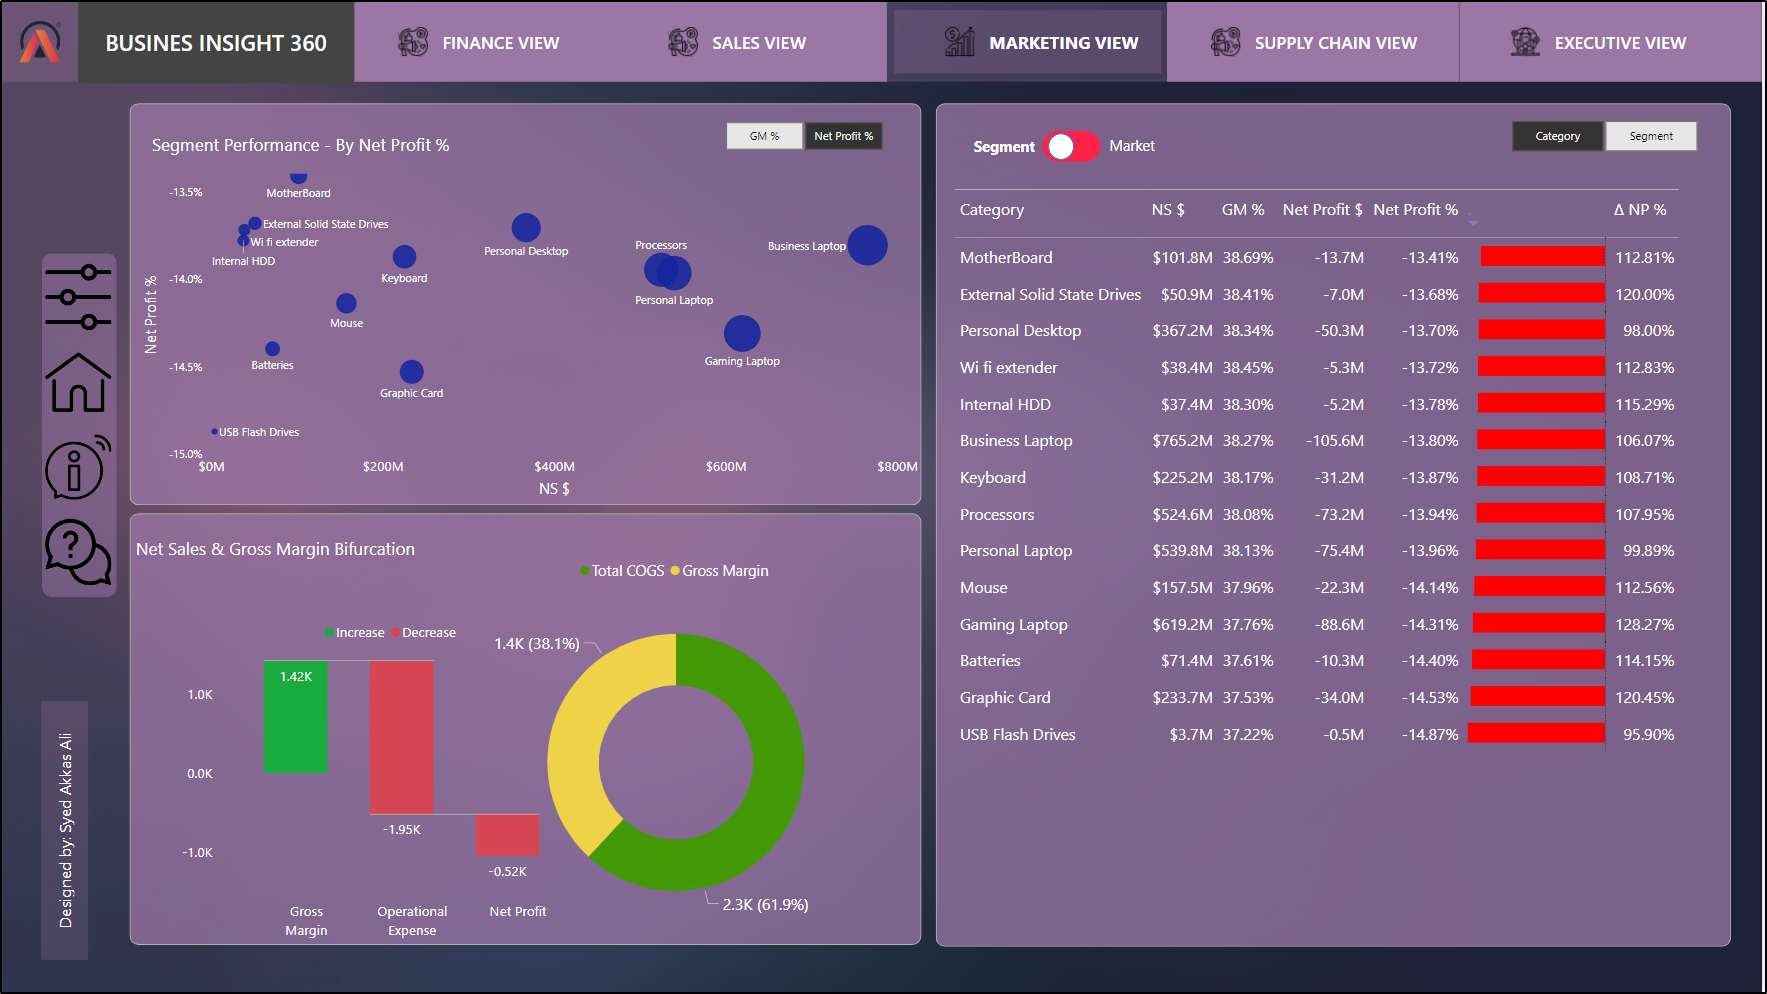 BUSINES INSIGHT 360
FINANCE VIEW
SALES VIEW
MARKETING VIEW
SUPPLY CHAIN VIEW
EXECUTIVE VIEW
Segment Performance - By Net Profit %
GM %
Net Profit %
-13.5%
-14.0%
-14.5%
-15.0%
Net Profit %
MotherBoard
External Solid State Drives
Wi fi extender
Internal HDD
Keyboard
Personal Desktop
Processors
Personal Laptop
Business Laptop
Mouse
Batteries
Gaming Laptop
Graphic Card
USB Flash Drives
$0M
$200M
$400M
$600M
$800M
NS $
Net Sales & Gross Margin Bifurcation
Total COGS
Gross Margin
Increase
Decrease
1.0K
0.0K
-1.0K
1.42K
-1.95K
-0.52K
Gross Margin
Operational Expense
Net Profit
1.4K (38.1%)
2.3K (61.9%)
Segment
Market
Category
Segment
Category NS $ GM % Net Profit $ Net Profit % Δ NP %
MotherBoard $101.8M 38.69% -13.7M -13.41% 112.81%
External Solid State Drives $50.9M 38.41% -7.0M -13.68% 120.00%
Personal Desktop $367.2M 38.34% -50.3M -13.70% 98.00%
Wi fi extender $38.4M 38.45% -5.3M -13.72% 112.83%
Internal HDD $37.4M 38.30% -5.2M -13.78% 115.29%
Business Laptop $765.2M 38.27% -105.6M -13.80% 106.07%
Keyboard $225.2M 38.17% -31.2M -13.87% 108.71%
Processors $524.6M 38.08% -73.2M -13.94% 107.95%
Personal Laptop $539.8M 38.13% -75.4M -13.96% 99.89%
Mouse $157.5M 37.96% -22.3M -14.14% 112.56%
Gaming Laptop $619.2M 37.76% -88.6M -14.31% 128.27%
Batteries $71.4M 37.61% -10.3M -14.40% 114.15%
Graphic Card $233.7M 37.53% -34.0M -14.53% 120.45%
USB Flash Drives $3.7M 37.22% -0.5M -14.87% 95.90%
Designed by: Syed Akkas Ali